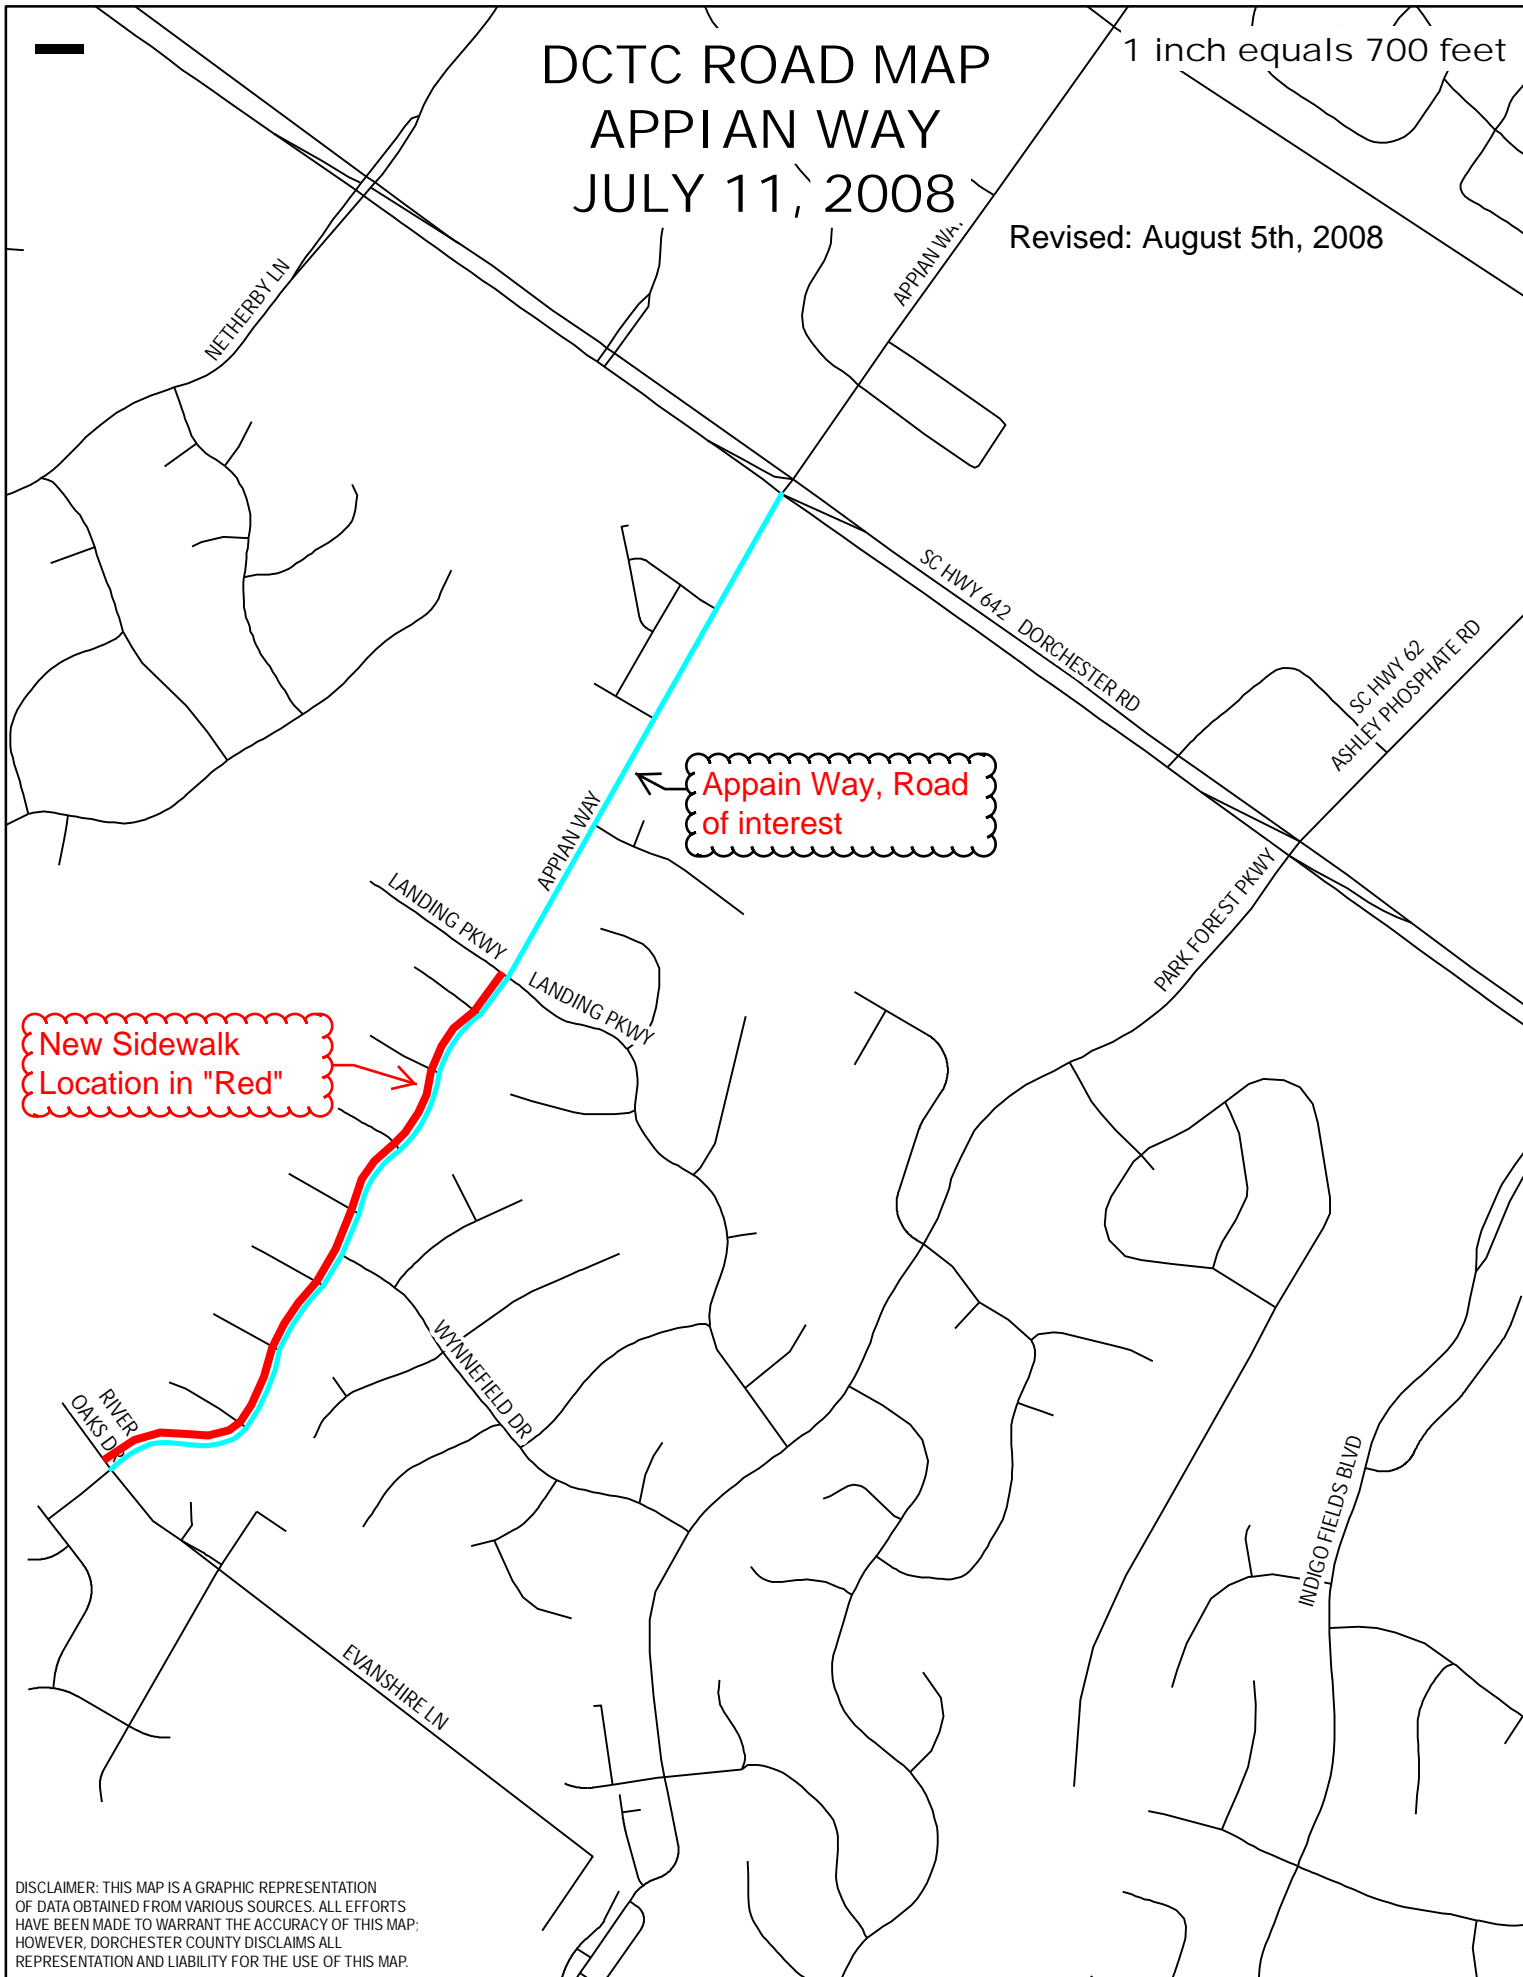 DCTC ROAD MAP
APPIAN WAY
JULY 11, 2008
1 inch equals 700 feet
Revised: August 5th, 2008
APPIAN WAY
NETHERBY LN
SC HWY 642 DORCHESTER RD
SC HWY 62
ASHLEY PHOSPHATE RD
Appain Way, Road
of interest
APPIAN WAY
LANDING PKWY
LANDING PKWY
PARK FOREST PKWY
New Sidewalk
Location in "Red"
WYNNEFIELD DR
RIVER
OAKS DR
INDIGO FIELDS BLVD
EVANSHIRE LN
DISCLAIMER: THIS MAP IS A GRAPHIC REPRESENTATION
OF DATA OBTAINED FROM VARIOUS SOURCES. ALL EFFORTS
HAVE BEEN MADE TO WARRANT THE ACCURACY OF THIS MAP;
HOWEVER, DORCHESTER COUNTY DISCLAIMS ALL
REPRESENTATION AND LIABILITY FOR THE USE OF THIS MAP.